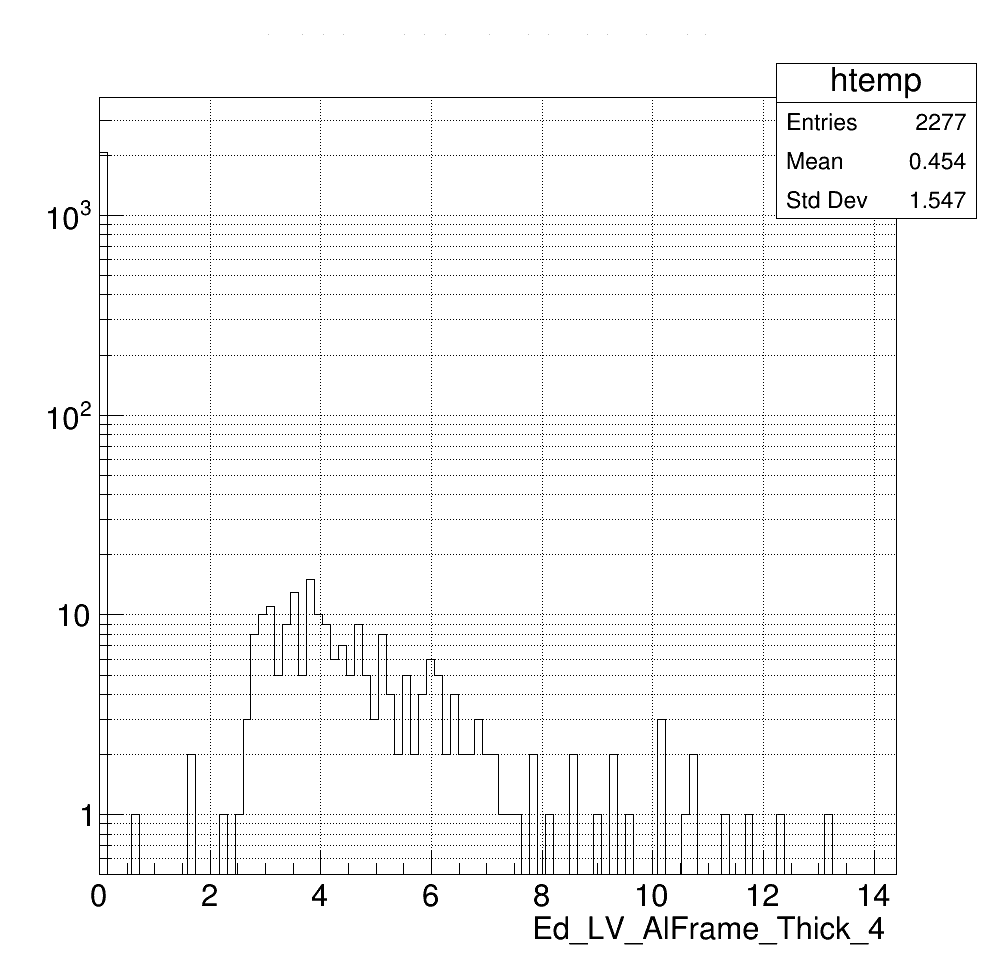 htemp
Entries 2277
Mean 0.454
Std Dev 1.547
10³
10²
10
1
0 2 4 6 8 10 12 14
Ed_LV_AlFrame_Thick_4